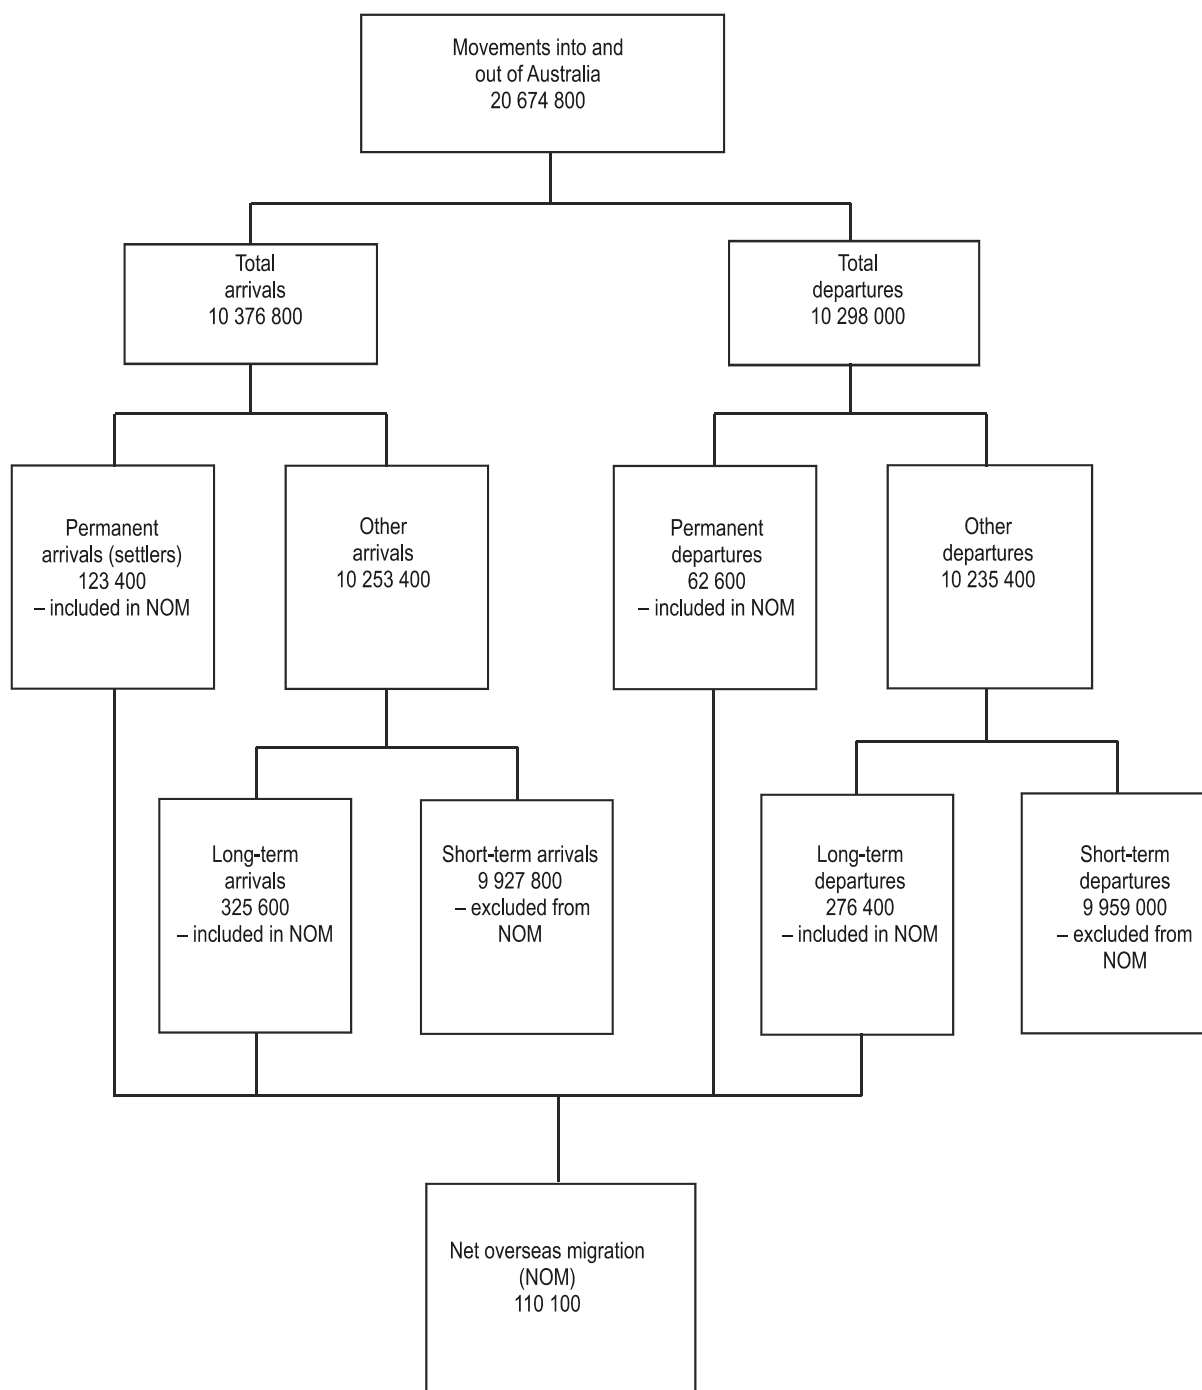 Movements into and
out of Australia
20 674 800
Total
arrivals
10 376 800
Total
departures
10 298 000
Permanent
arrivals (settlers)
123 400
– included in NOM
Other
arrivals
10 253 400
Permanent
departures
62 600
– included in NOM
Other
departures
10 235 400
Long-term
arrivals
325 600
– included in NOM
Short-term arrivals
9 927 800
– excluded from
NOM
Long-term
departures
276 400
– included in NOM
Short-term
departures
9 959 000
– excluded from
NOM
Net overseas migration
(NOM)
110 100